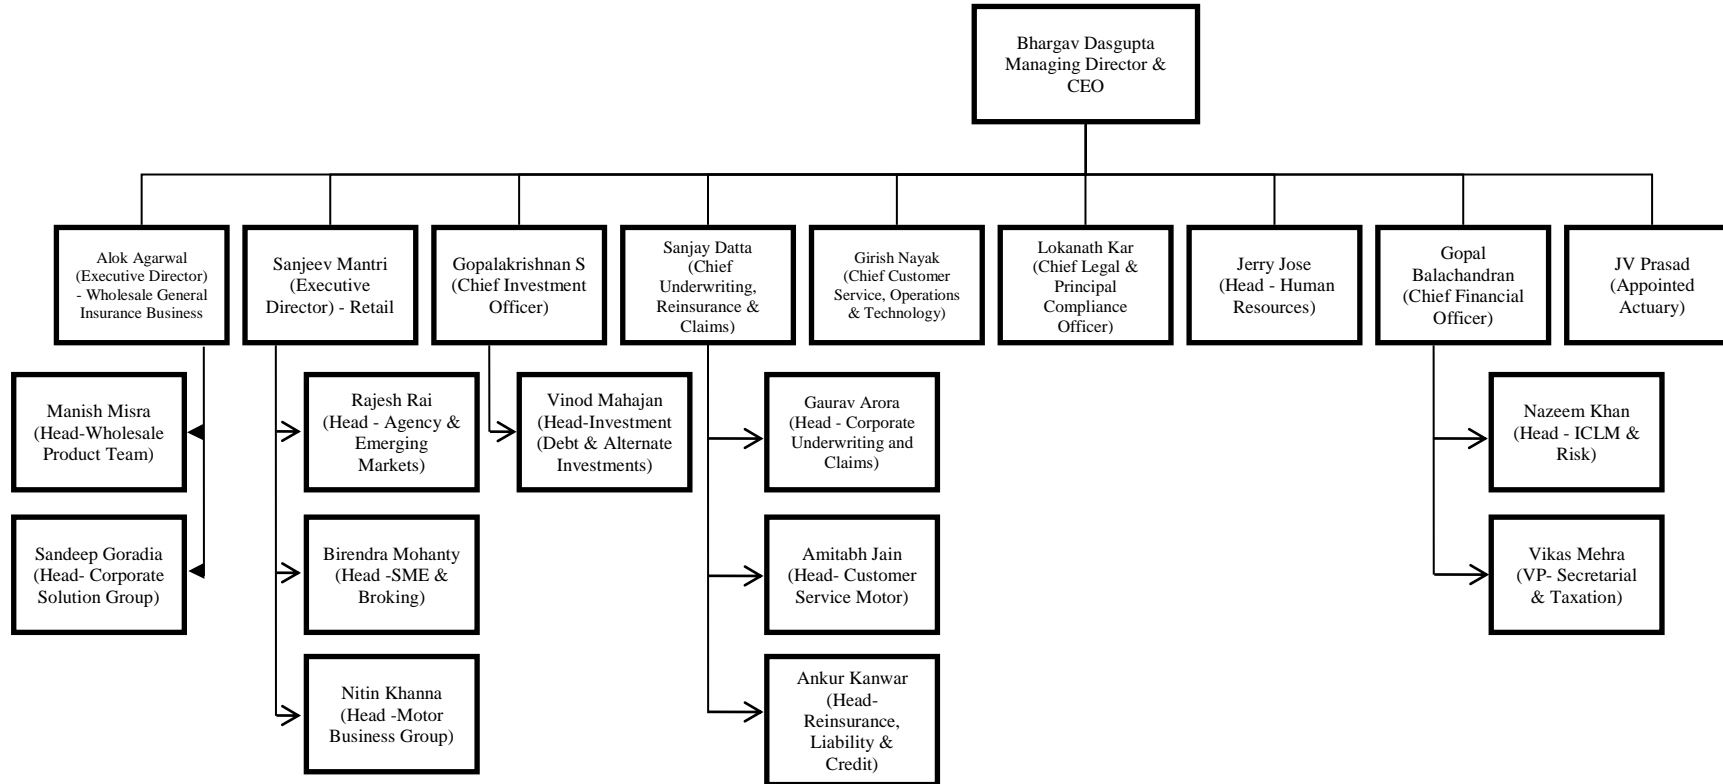 Bhargav Dasgupta
Managing Director &
CEO
Alok Agarwal
(Executive Director)
- Wholesale General
Insurance Business
Sanjeev Mantri
(Executive
Director) - Retail
Gopalakrishnan S
(Chief Investment
Officer)
Sanjay Datta
(Chief
Underwriting,
Reinsurance &
Claims)
Girish Nayak
(Chief Customer
Service, Operations
& Technology)
Lokanath Kar
(Chief Legal &
Principal
Compliance
Officer)
Jerry Jose
(Head - Human
Resources)
Gopal
Balachandran
(Chief Financial
Officer)
JV Prasad
(Appointed
Actuary)
Manish Misra
(Head-Wholesale
Product Team)
Rajesh Rai
(Head - Agency &
Emerging
Markets)
Vinod Mahajan
(Head-Investment
(Debt & Alternate
Investments)
Gaurav Arora
(Head - Corporate
Underwriting and
Claims)
Nazeem Khan
(Head - ICLM &
Risk)
Sandeep Goradia
(Head- Corporate
Solution Group)
Birendra Mohanty
(Head -SME &
Broking)
Amitabh Jain
(Head- Customer
Service Motor)
Vikas Mehra
(VP- Secretarial
& Taxation)
Nitin Khanna
(Head -Motor
Business Group)
Ankur Kanwar
(Head-
Reinsurance,
Liability &
Credit)